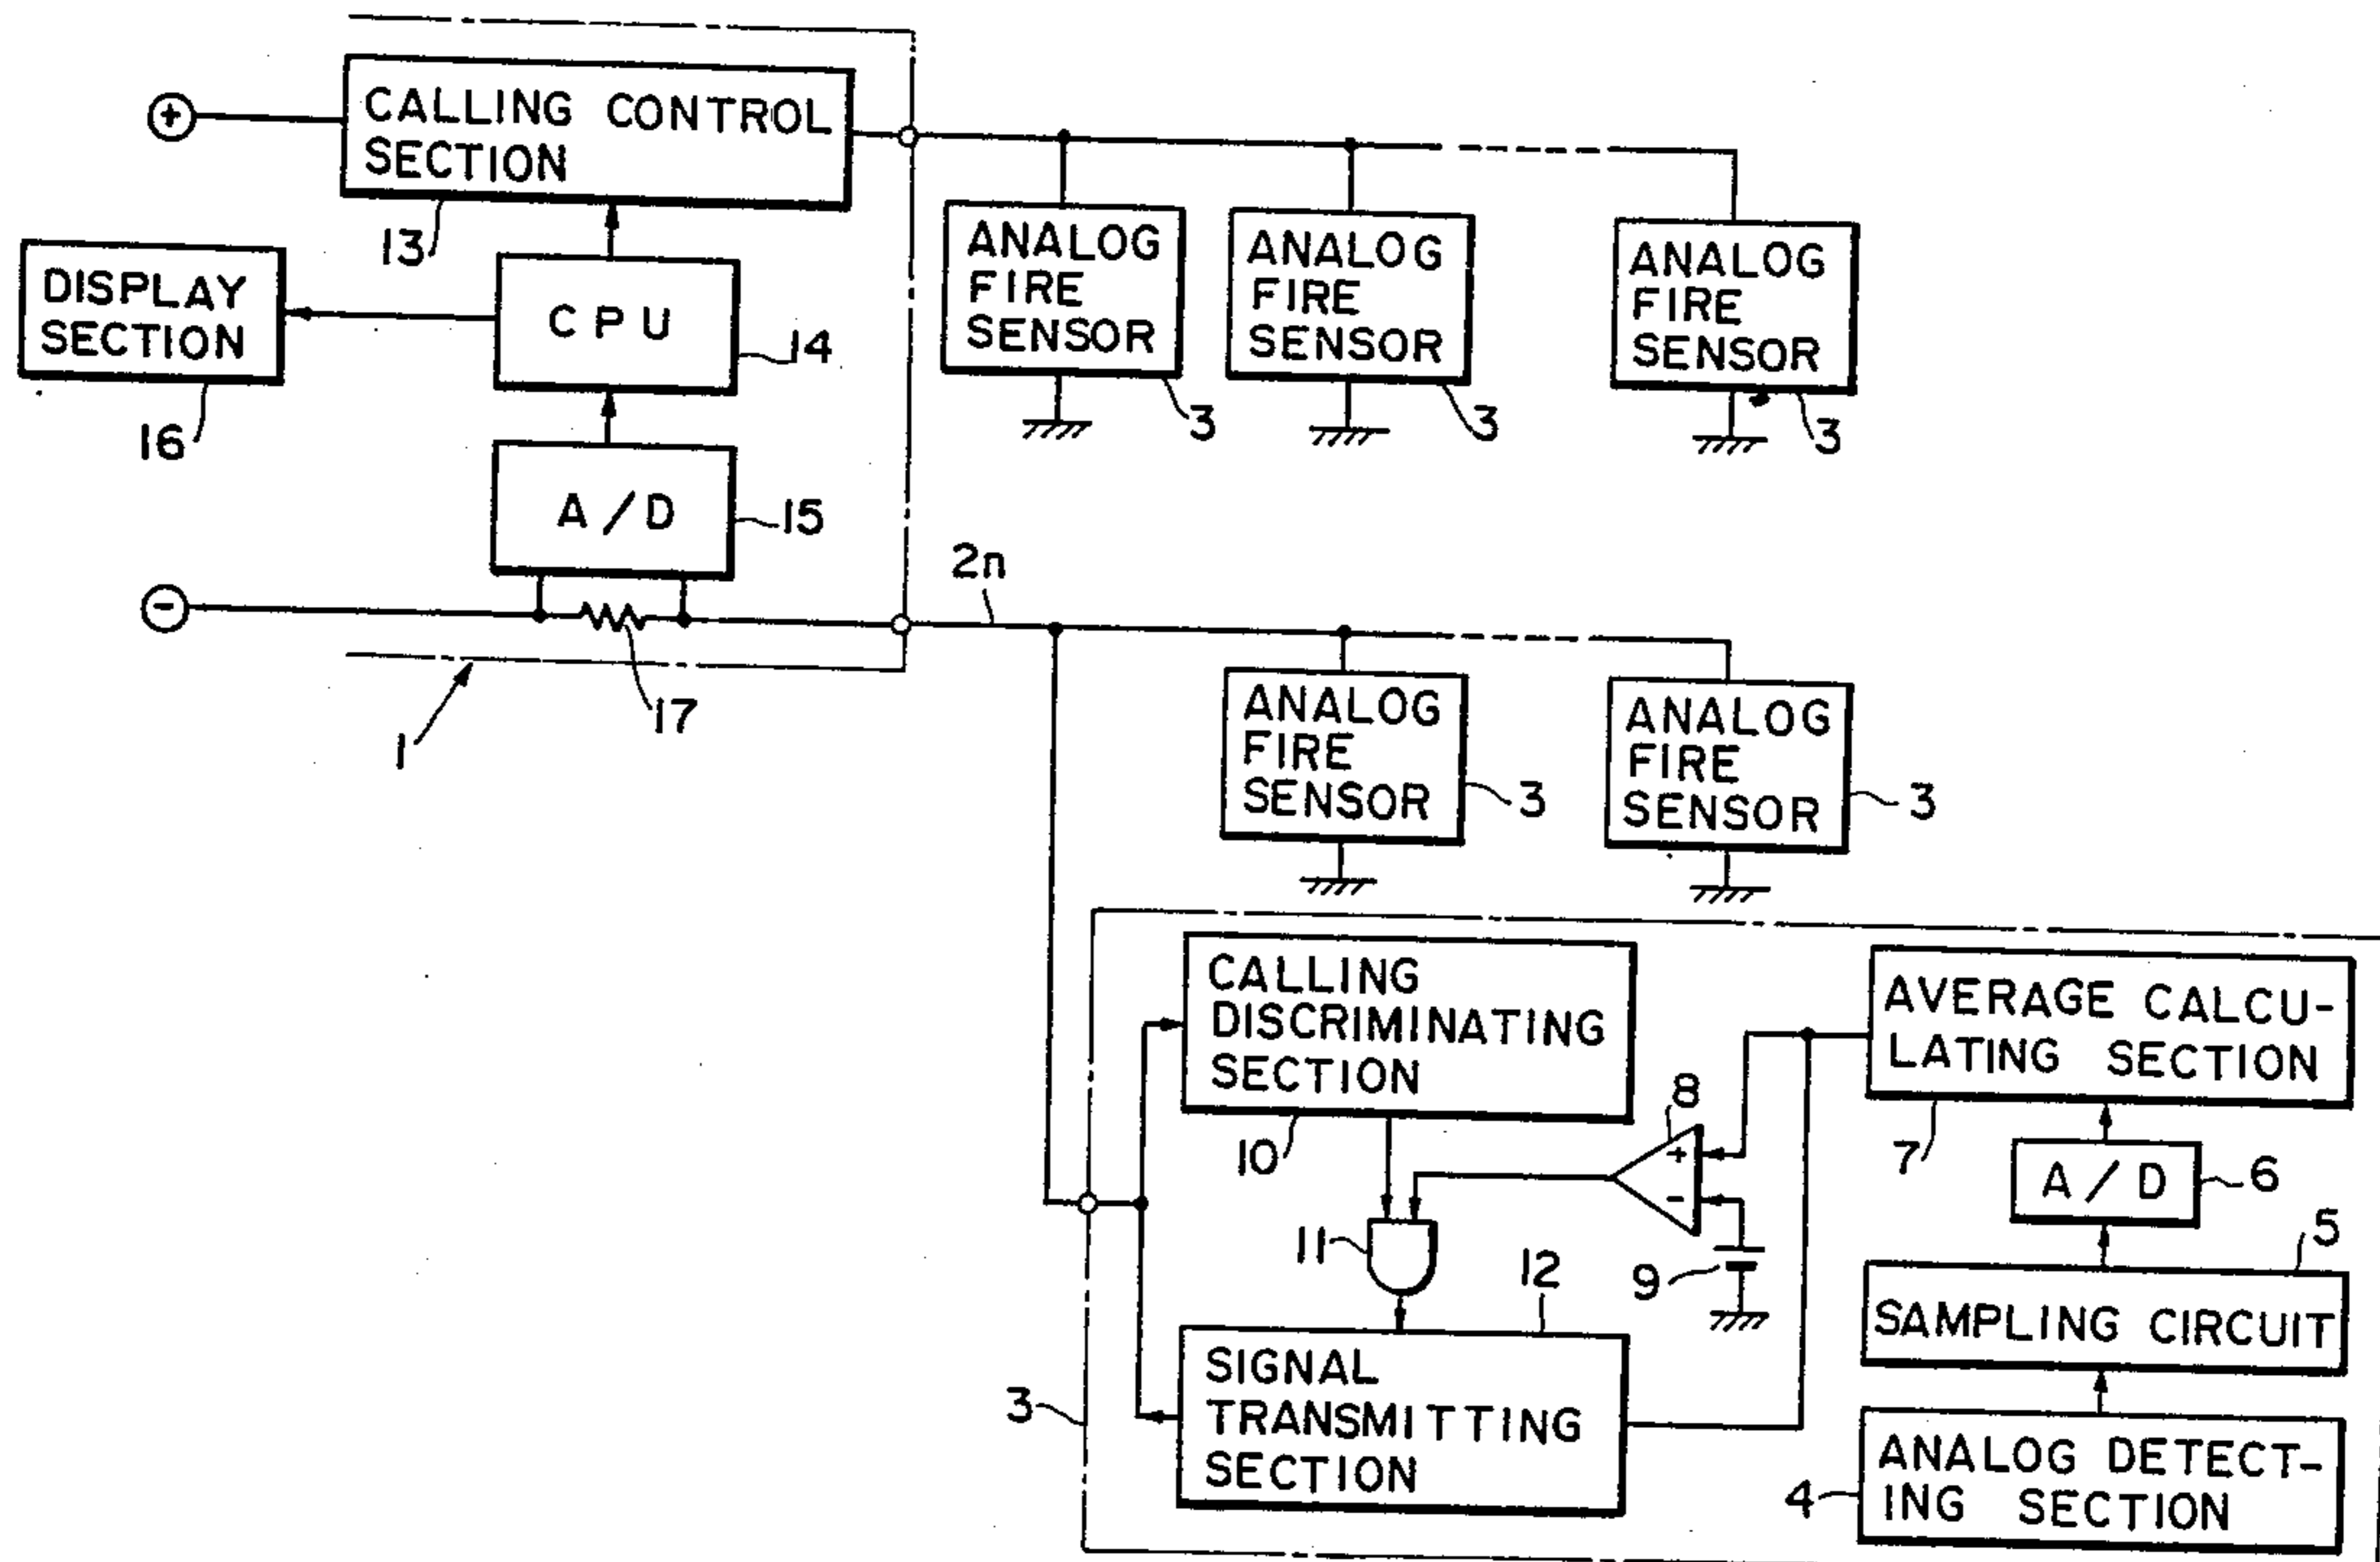 +
CALLING CONTROL
SECTION
13
DISPLAY
SECTION
16
CPU
14
A/D
15
-
17
1
ANALOG
FIRE
SENSOR
3
ANALOG
FIRE
SENSOR
3
ANALOG
FIRE
SENSOR
3
2n
ANALOG
FIRE
SENSOR
3
ANALOG
FIRE
SENSOR
3
CALLING
DISCRIMINATING
SECTION
10
AVERAGE CALCU-
LATING SECTION
7
8
+
-
9
A/D
6
11
12
5
SAMPLING CIRCUIT
SIGNAL
TRANSMITTING
SECTION
3
ANALOG DETECT-
ING SECTION
4